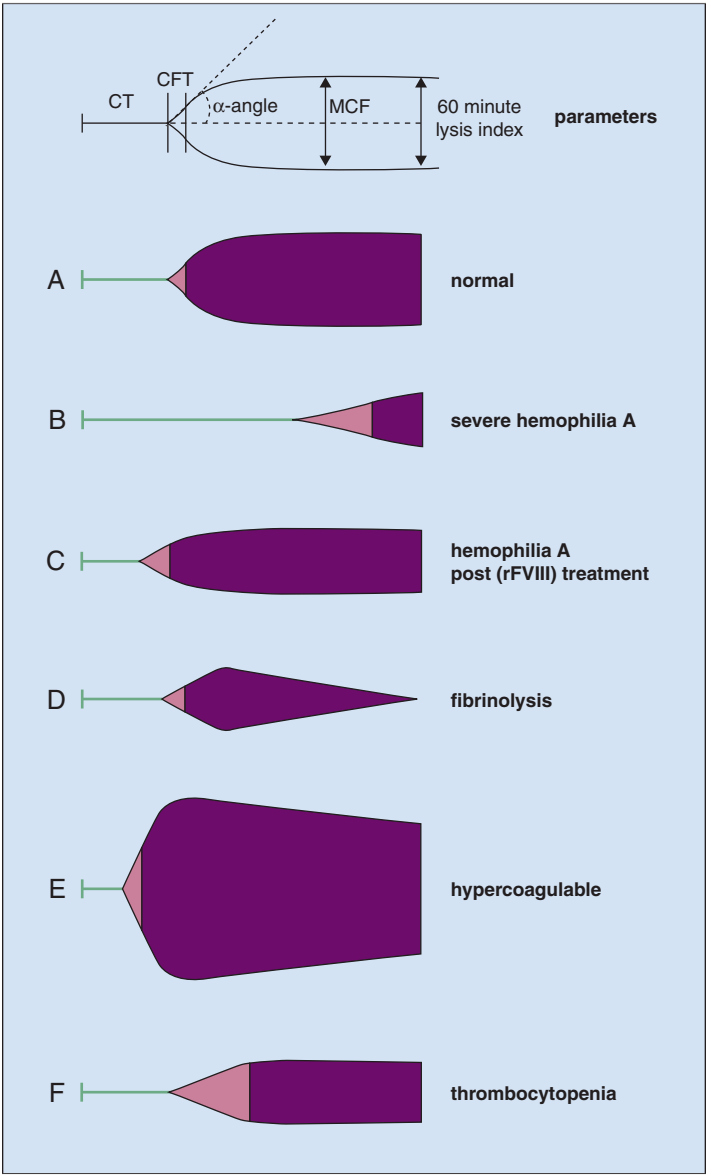 CFT
CT
α-angle
MCF
60 minute
lysis index
parameters
A
normal
B
severe hemophilia A
C
hemophilia A
post (rFVIII) treatment
D
fibrinolysis
E
hypercoagulable
F
thrombocytopenia